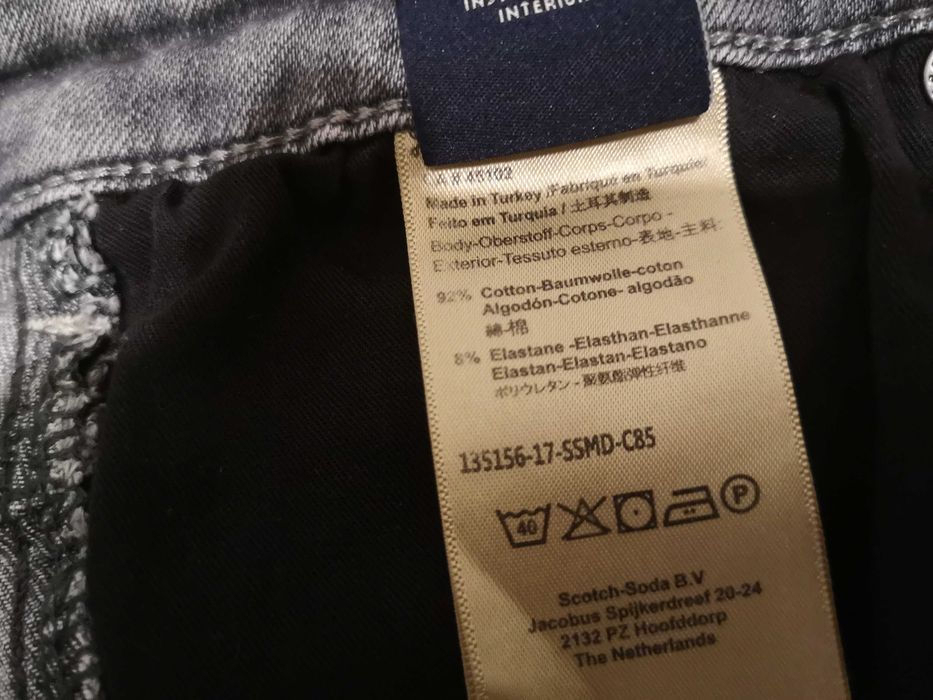 INTERIOR
# 45102
Made in Turkey /Fabriqué en Turquie/
Feito em Turquia / 土耳其制造
Body-Oberstoff-Corps-Corpo -
Exterior-Tessuto esterno-表地-主料:
92% Cotton-Baumwolle-coton
Algodón-Cotone- algodão
綿-棉
8% Elastane -Elasthan-Elasthanne
Elastan-Elastan-Elastano
ポリウレタン - 聚氨酯弹性纤维
135156-17-SSMD-C85
40
P
Scotch-Soda B.V
Jacobus Spijkerdreef 20-24
2132 PZ Hoofddorp
The Netherlands